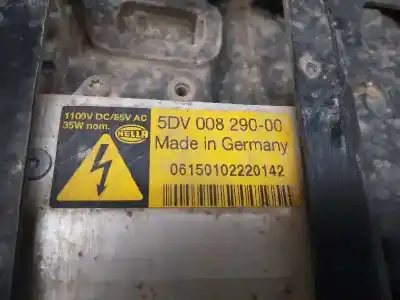 1100V DC/85V AC
35W nom.
HELLA
5DV 008 290-00
Made in Germany
06150102220142